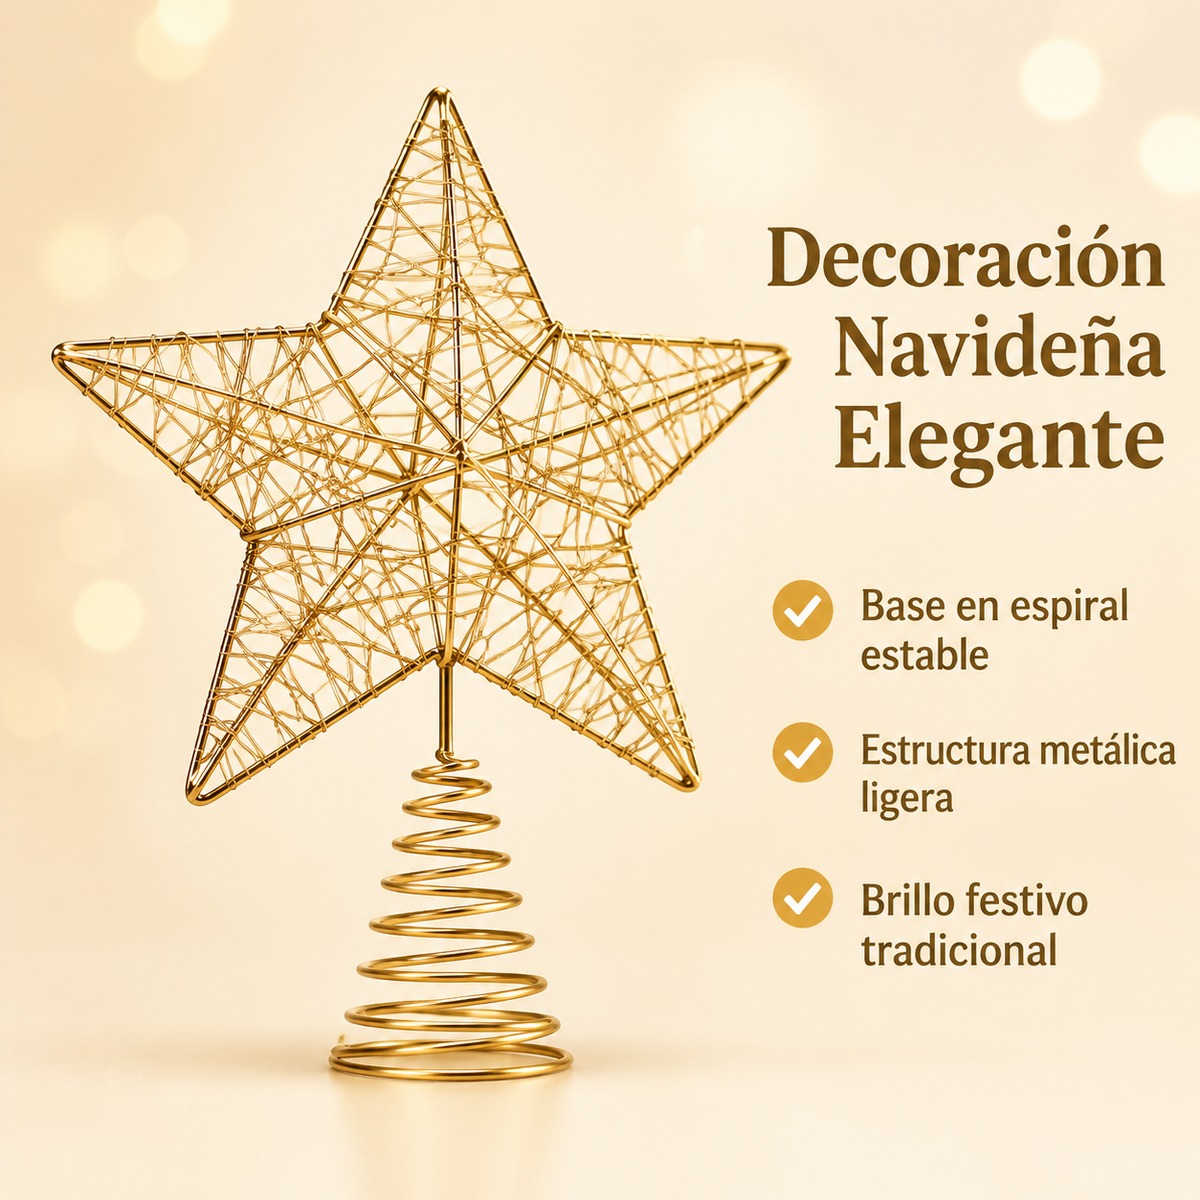 Decoración
Navideña
Elegante
Base en espiral
estable
Estructura metálica
ligera
Brillo festivo
tradicional